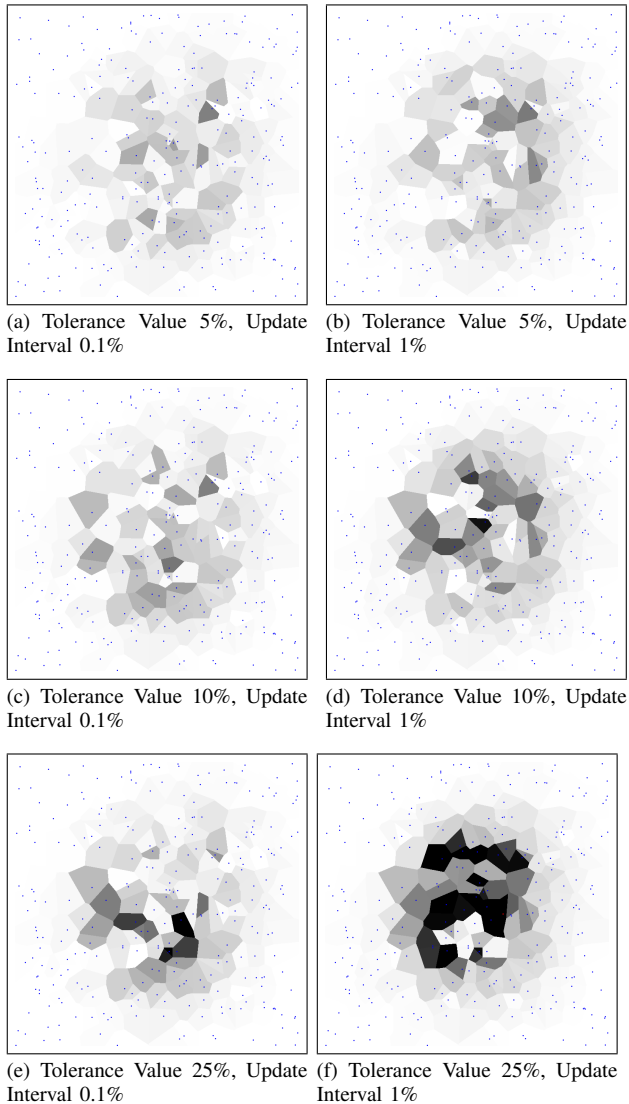 (a) Tolerance Value 5%, Update
Interval 0.1%
(b) Tolerance Value 5%, Update
Interval 1%
(c) Tolerance Value 10%, Update
Interval 0.1%
(d) Tolerance Value 10%, Update
Interval 1%
(e) Tolerance Value 25%, Update
Interval 0.1%
(f) Tolerance Value 25%, Update
Interval 1%